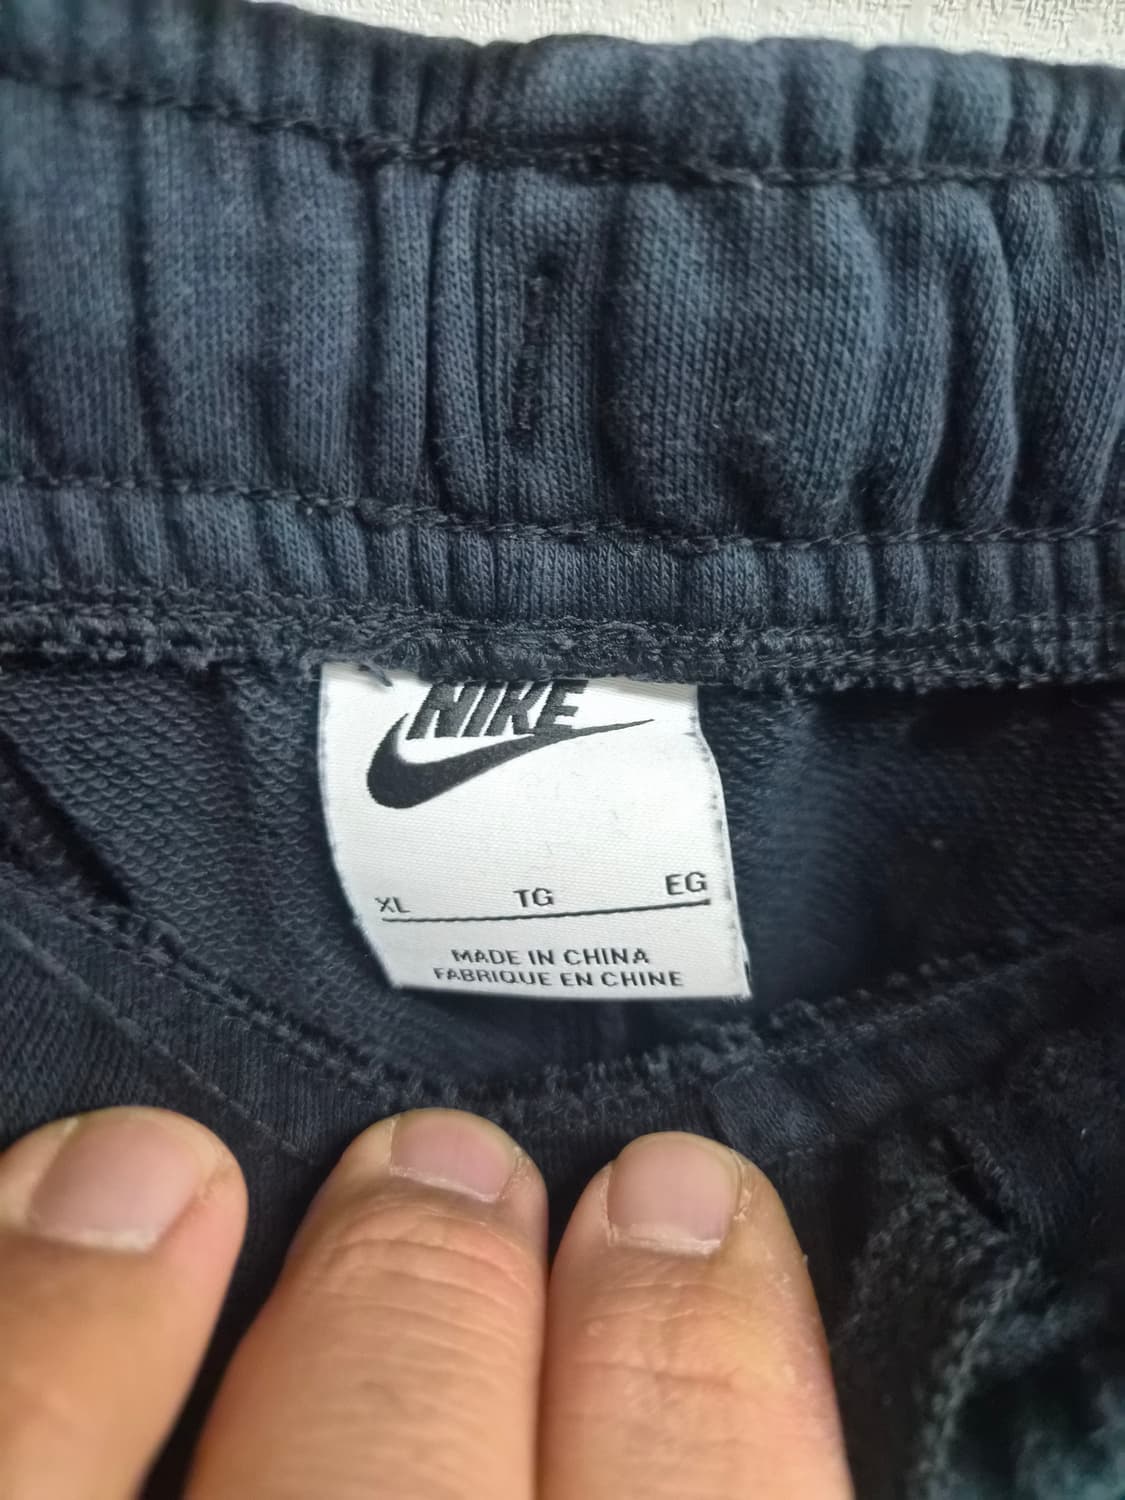 NIKE
XL TG EG
MADE IN CHINA
FABRIQUE EN CHINE